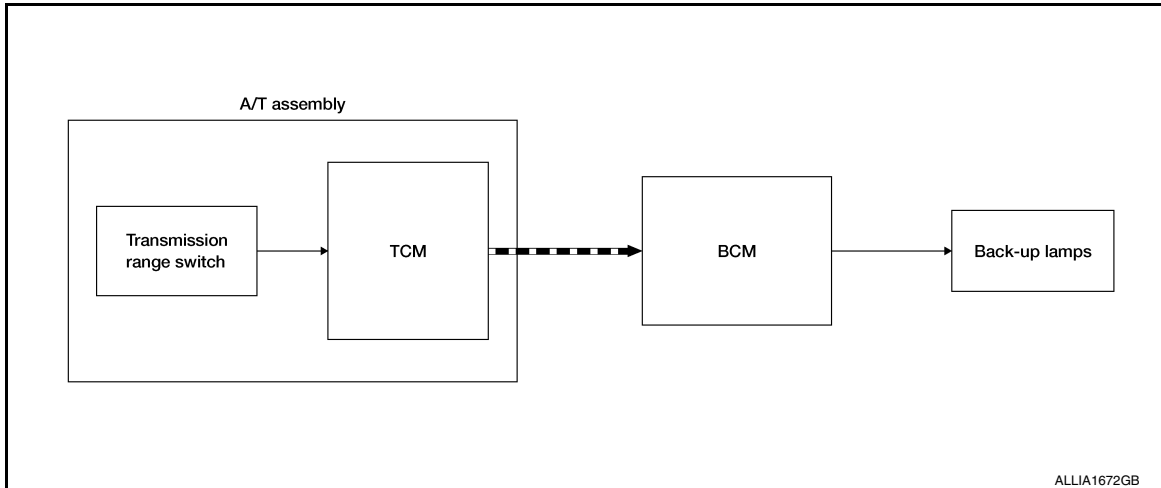 A/T assembly
Transmission
range switch
TCM
BCM
Back-up lamps
ALLIA1672GB